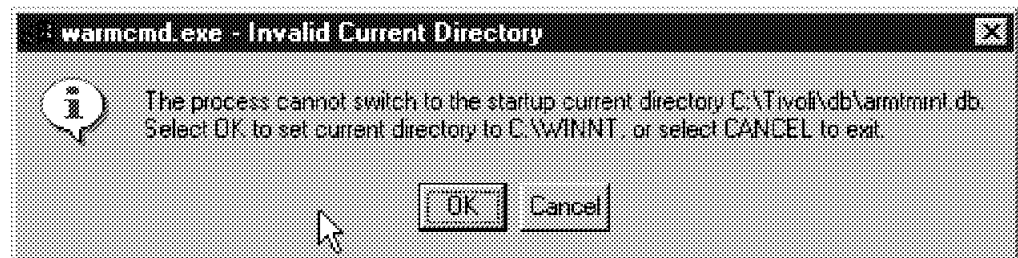 warmcmd.exe - Invalid Current Directory
The process cannot switch to the startup current directory C:\Tivoli\db\armtmrnt.db.
Select OK to set current directory to C:\WINNT, or select CANCEL to exit.
OK Cancel